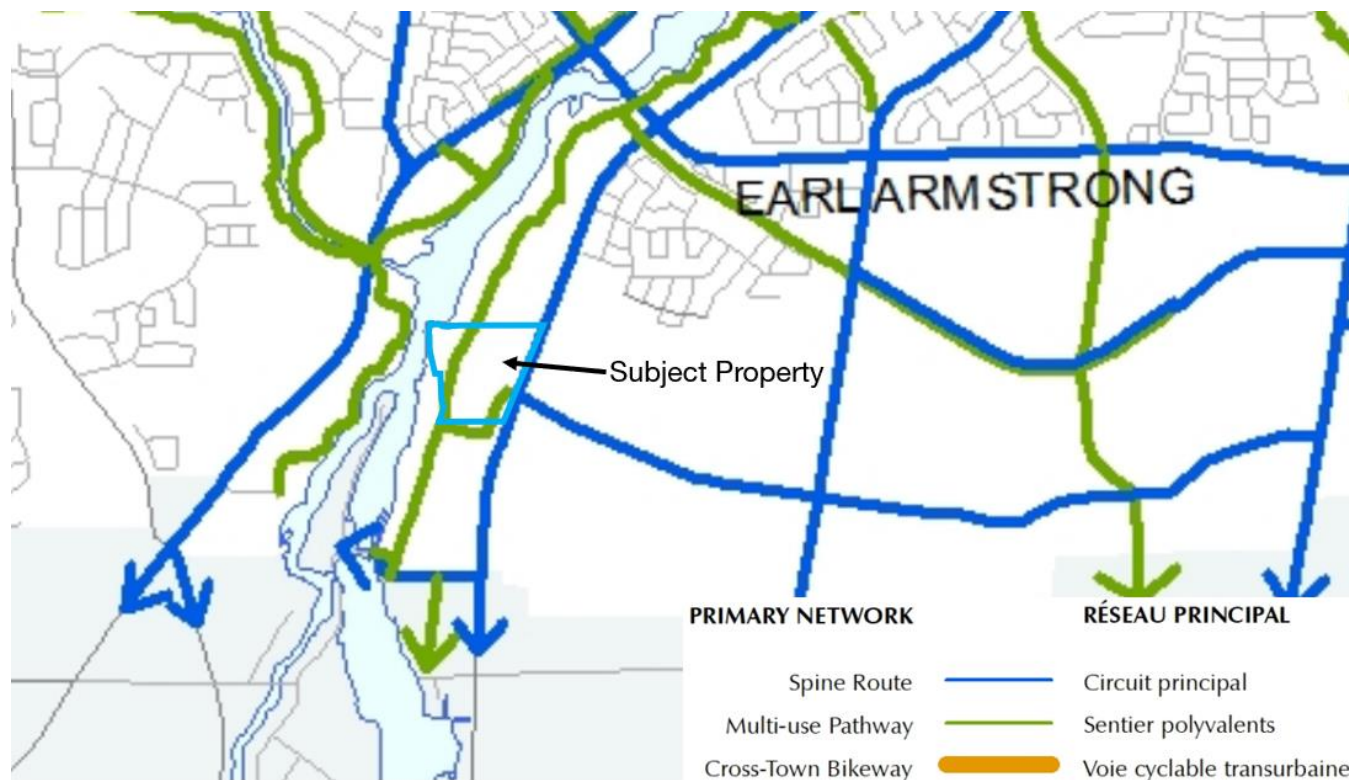 EARL ARMSTRONG
Subject Property
PRIMARY NETWORK RÉSEAU PRINCIPAL
Spine Route Circuit principal
Multi-use Pathway Sentier polyvalents
Cross-Town Bikeway Voie cyclable transurbaine